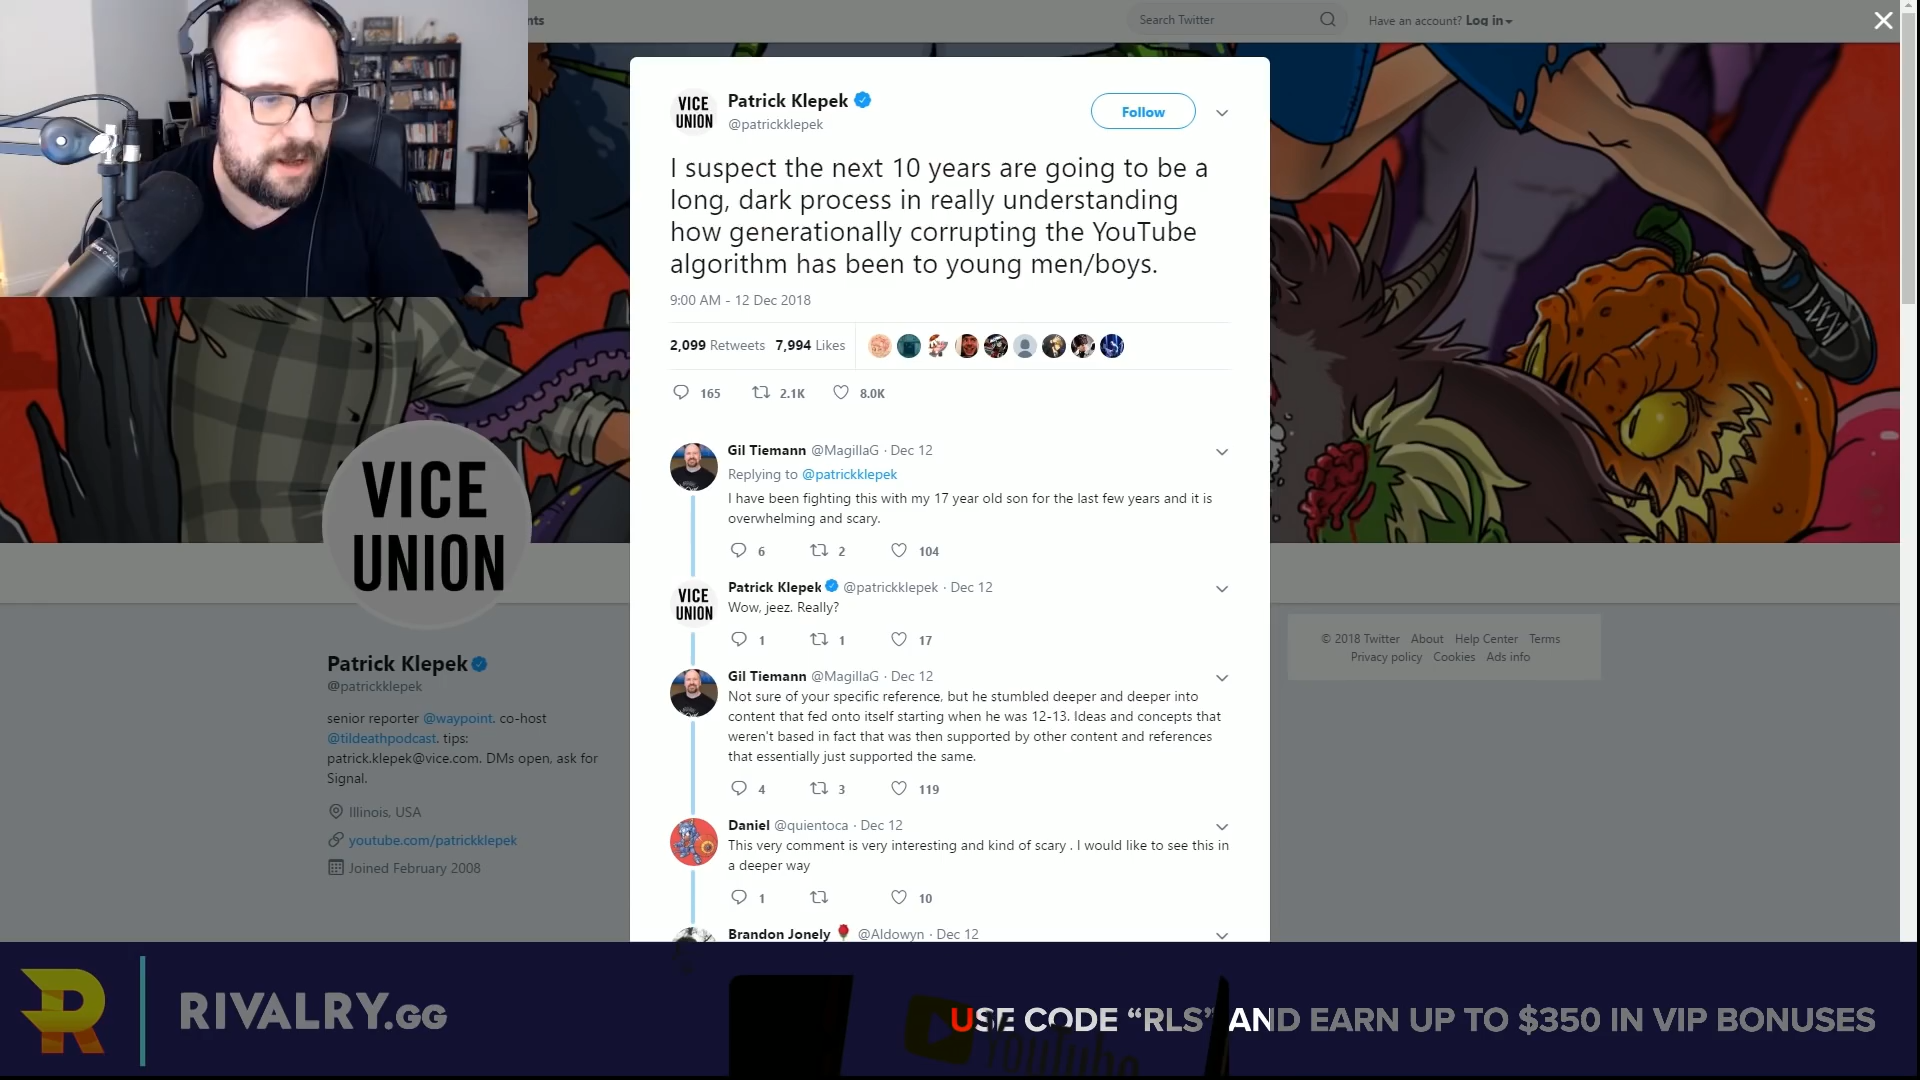 nts
Search Twitter
Have an account? Log in
VICE UNION
Patrick Klepek
@patrickklepek
Follow
I suspect the next 10 years are going to be a
long, dark process in really understanding
how generationally corrupting the YouTube
algorithm has been to young men/boys.
9:00 AM - 12 Dec 2018
2,099 Retweets 7,994 Likes
165 2.1K 8.0K
Gil Tiemann @MagillaG · Dec 12
Replying to @patrickklepek
I have been fighting this with my 17 year old son for the last few years and it is
overwhelming and scary.
6 2 104
VICE UNION
Patrick Klepek @patrickklepek · Dec 12
Wow, jeez. Really?
1 1 17
Gil Tiemann @MagillaG · Dec 12
Not sure of your specific reference, but he stumbled deeper and deeper into
content that fed onto itself starting when he was 12-13. Ideas and concepts that
weren't based in fact that was then supported by other content and references
that essentially just supported the same.
4 3 119
Daniel @quientoca · Dec 12
This very comment is very interesting and kind of scary . I would like to see this in
a deeper way
1 10
Brandon Jonely 🌹 @Aldowyn · Dec 12
VICE
UNION
Patrick Klepek
@patrickklepek
senior reporter @waypoint. co-host
@tildeathpodcast. tips:
patrick.klepek@vice.com. DMs open, ask for
Signal.
Illinois, USA
youtube.com/patrickklepek
Joined February 2008
© 2018 Twitter About Help Center Terms
Privacy policy Cookies Ads info
R RIVALRY.GG
USE CODE “RLS” AND EARN UP TO $350 IN VIP BONUSES
YouTube